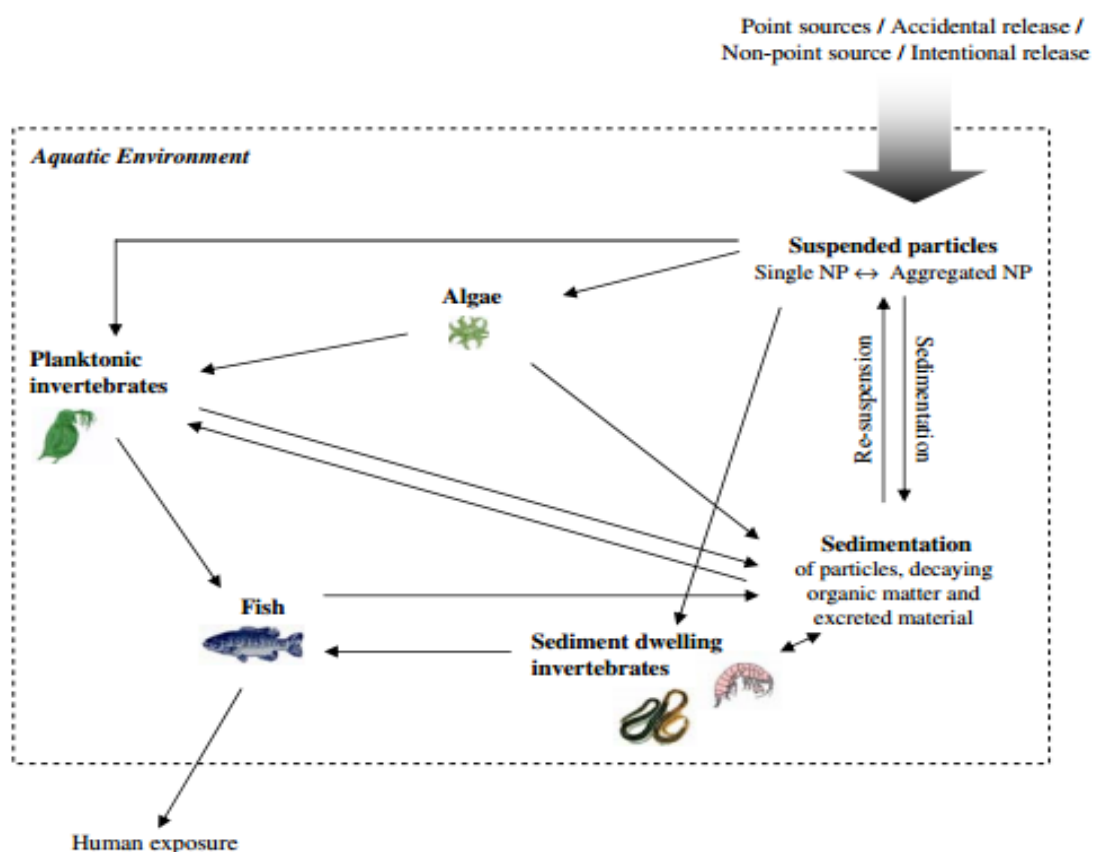 Point sources / Accidental release /
Non-point source / Intentional release
Aquatic Environment
Suspended particles
Single NP ↔ Aggregated NP
Algae
Planktonic
invertebrates
Re-suspension
Sedimentation
Sedimentation
of particles, decaying
organic matter and
excreted material
Fish
Sediment dwelling
invertebrates
Human exposure